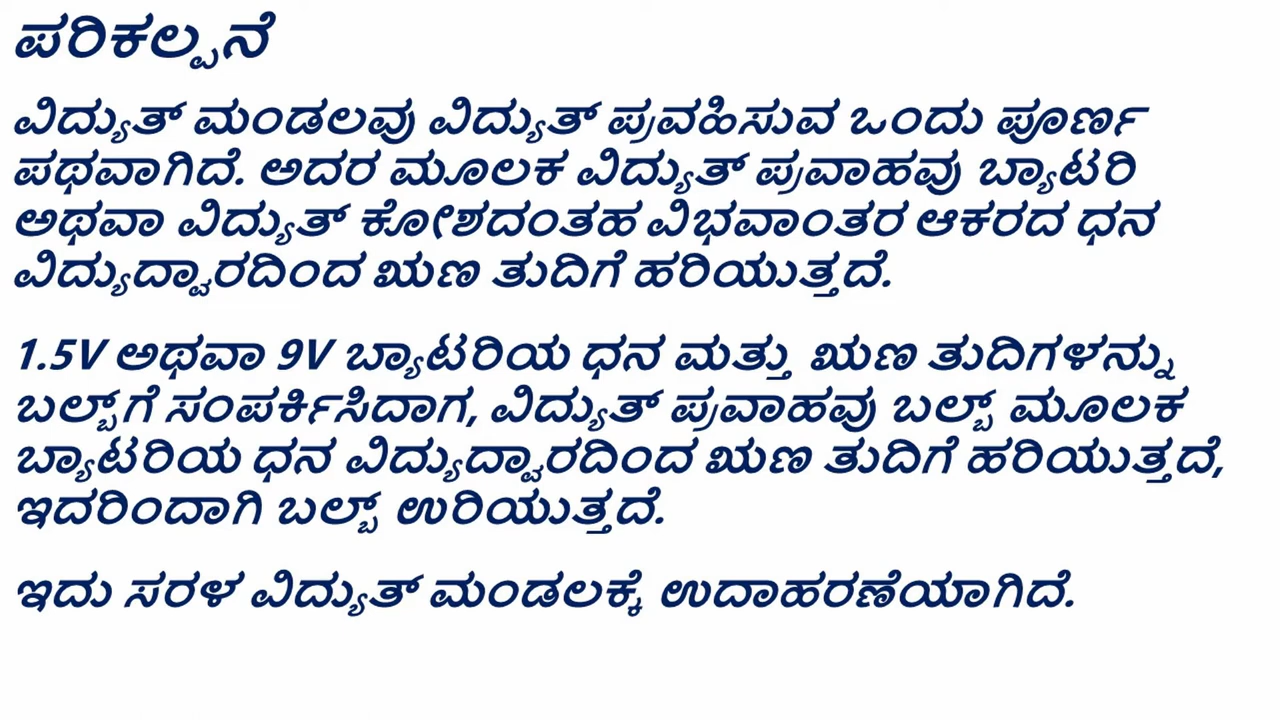 ಪರಿಕಲ್ಪನೆ
ವಿದ್ಯುತ್ ಮಂಡಲವು ವಿದ್ಯುತ್ ಪ್ರವಹಿಸುವ ಒಂದು ಪೂರ್ಣ
ಪಥವಾಗಿದೆ. ಅದರ ಮೂಲಕ ವಿದ್ಯುತ್ ಪ್ರವಾಹವು ಬ್ಯಾಟರಿ
ಅಥವಾ ವಿದ್ಯುತ್ ಕೋಶದಂತಹ ವಿಭವಾಂತರ ಆಕರದ ಧನ
ವಿದ್ಯುದ್ವಾರದಿಂದ ಋಣ ತುದಿಗೆ ಹರಿಯುತ್ತದೆ.
1.5V ಅಥವಾ 9V ಬ್ಯಾಟರಿಯ ಧನ ಮತ್ತು ಋಣ ತುದಿಗಳನ್ನು
ಬಲ್ಬ್‌ಗೆ ಸಂಪರ್ಕಿಸಿದಾಗ, ವಿದ್ಯುತ್ ಪ್ರವಾಹವು ಬಲ್ಬ್ ಮೂಲಕ
ಬ್ಯಾಟರಿಯ ಧನ ವಿದ್ಯುದ್ವಾರದಿಂದ ಋಣ ತುದಿಗೆ ಹರಿಯುತ್ತದೆ,
ಇದರಿಂದಾಗಿ ಬಲ್ಬ್ ಉರಿಯುತ್ತದೆ.
ಇದು ಸರಳ ವಿದ್ಯುತ್ ಮಂಡಲಕ್ಕೆ ಉದಾಹರಣೆಯಾಗಿದೆ.